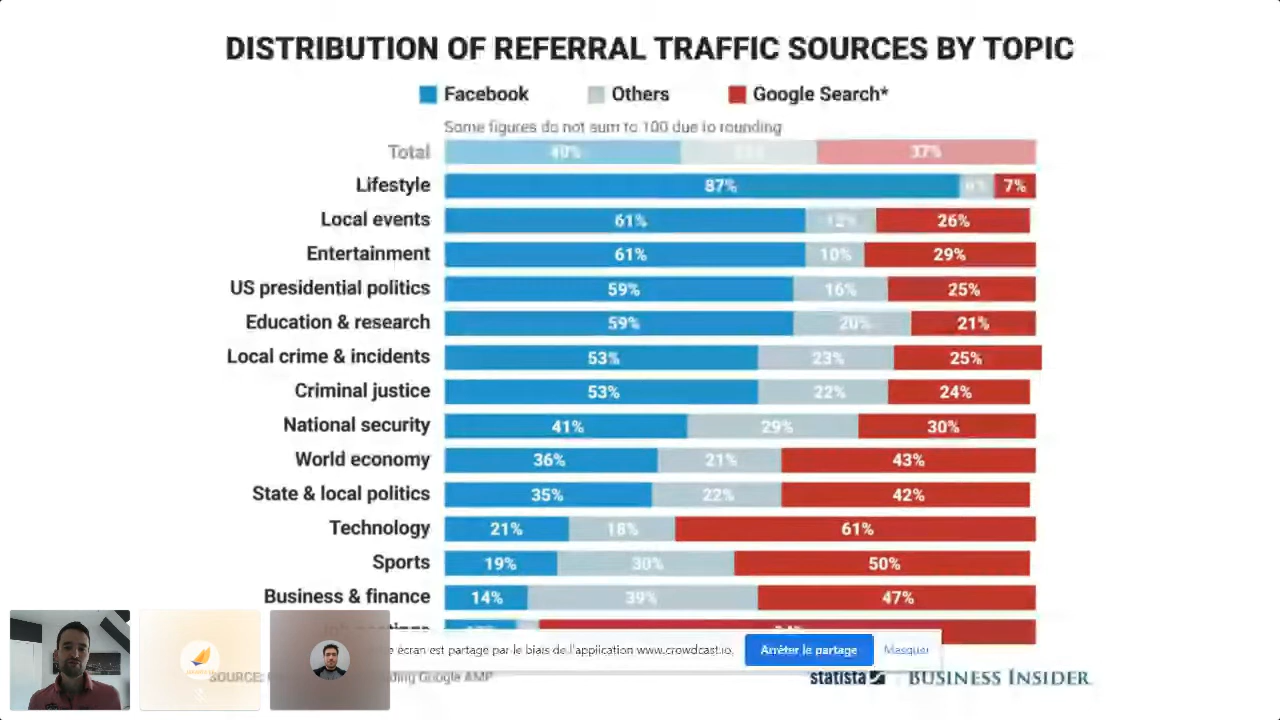 DISTRIBUTION OF REFERRAL TRAFFIC SOURCES BY TOPIC
Facebook Others Google Search*
Some figures do not sum to 100 due to rounding
Total 40% 37%
Lifestyle 87% 6% 7%
Local events 61% 12% 26%
Entertainment 61% 10% 29%
US presidential politics 59% 16% 25%
Education & research 59% 20% 21%
Local crime & incidents 53% 23% 25%
Criminal justice 53% 22% 24%
National security 41% 29% 30%
World economy 36% 21% 43%
State & local politics 35% 22% 42%
Technology 21% 18% 61%
Sports 19% 30% 50%
Business & finance 14% 39% 47%
écran est partagé par le biais de l'application www.crowdcast.io. Arrêter le partage Masquer
SOURCE: Google AMP
statista BUSINESS INSIDER